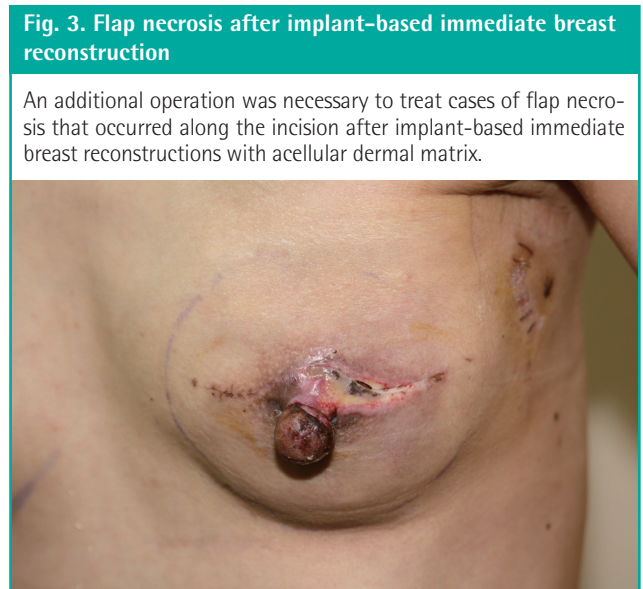 Fig. 3. Flap necrosis after implant-based immediate breast
reconstruction
An additional operation was necessary to treat cases of flap necro-
sis that occurred along the incision after implant-based immediate
breast reconstructions with acellular dermal matrix.